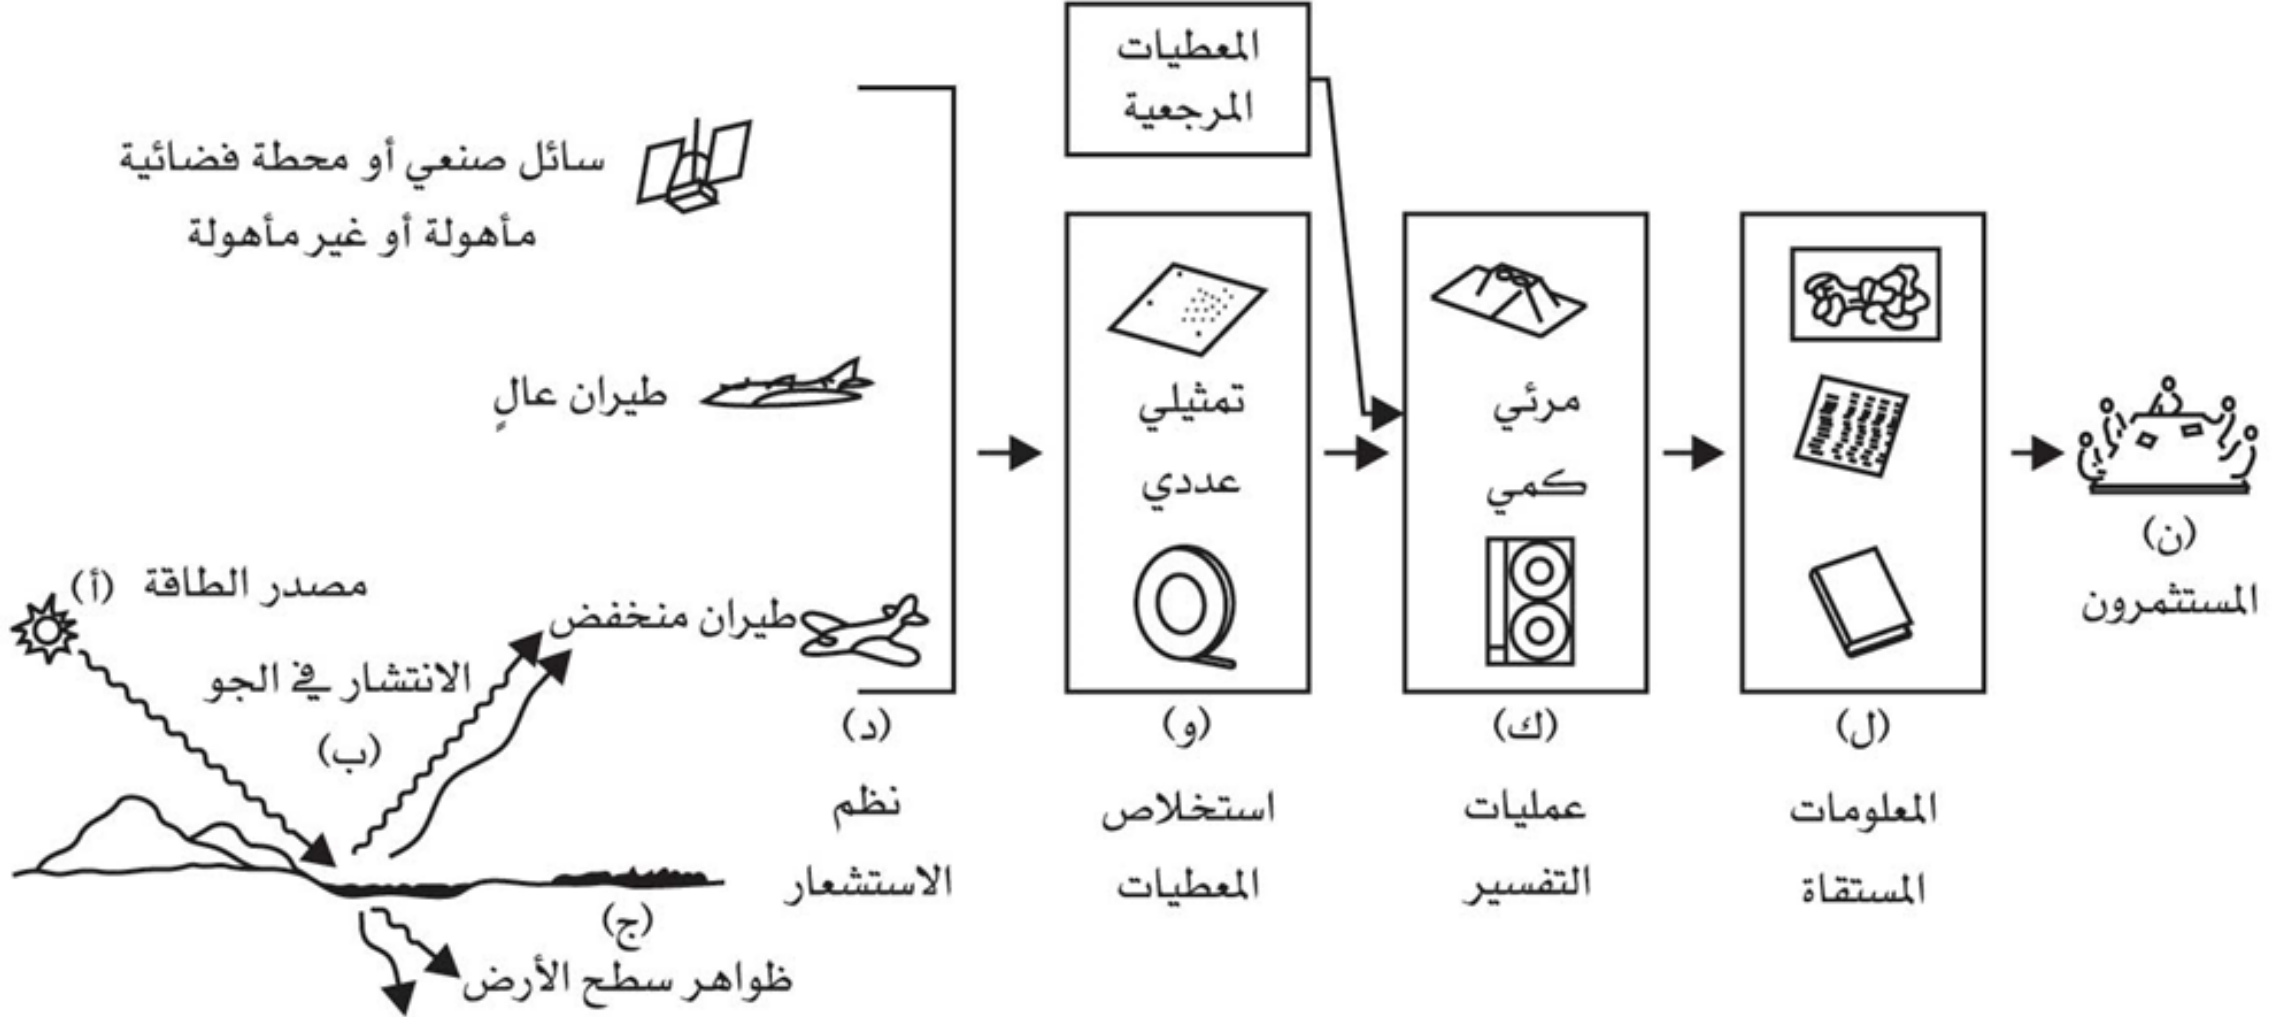 المعطيات
المرجعية
سائل صنعي أو محطة فضائية
مأهولة أو غير مأهولة
طيران عالٍ
طيران منخفض
مصدر الطاقة (أ)
الانتشار في الجو
(ب)
(ج)
ظواهر سطح الأرض
(د)
نظم
الاستشعار
تمثيلي
عددي
(و)
استخلاص
المعطيات
مرئي
كمي
(ك)
عمليات
التفسير
(ل)
المعلومات
المستقاة
(ن)
المستثمرون